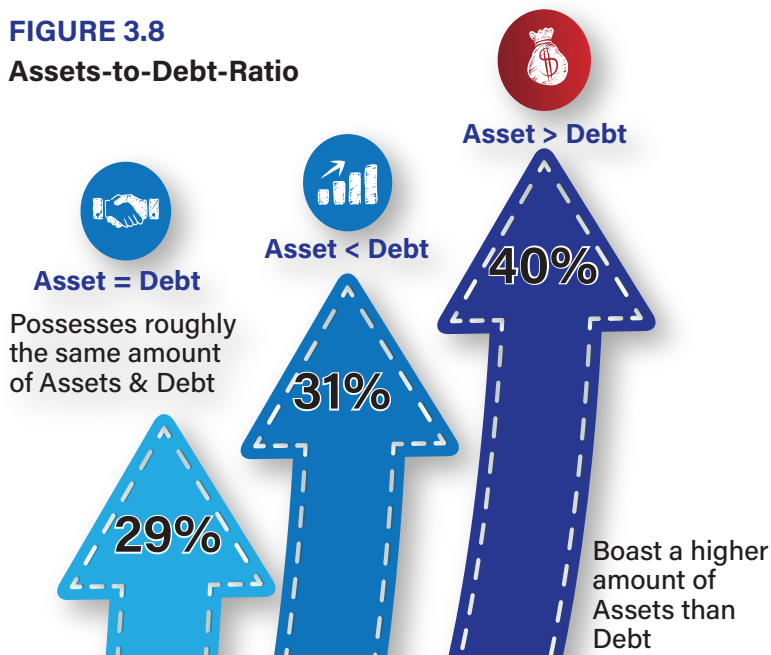 FIGURE 3.8
Assets-to-Debt-Ratio
$
Asset > Debt
Asset < Debt
Asset = Debt
Possesses roughly
the same amount
of Assets & Debt
40%
31%
29%
Boast a higher
amount of
Assets than
Debt